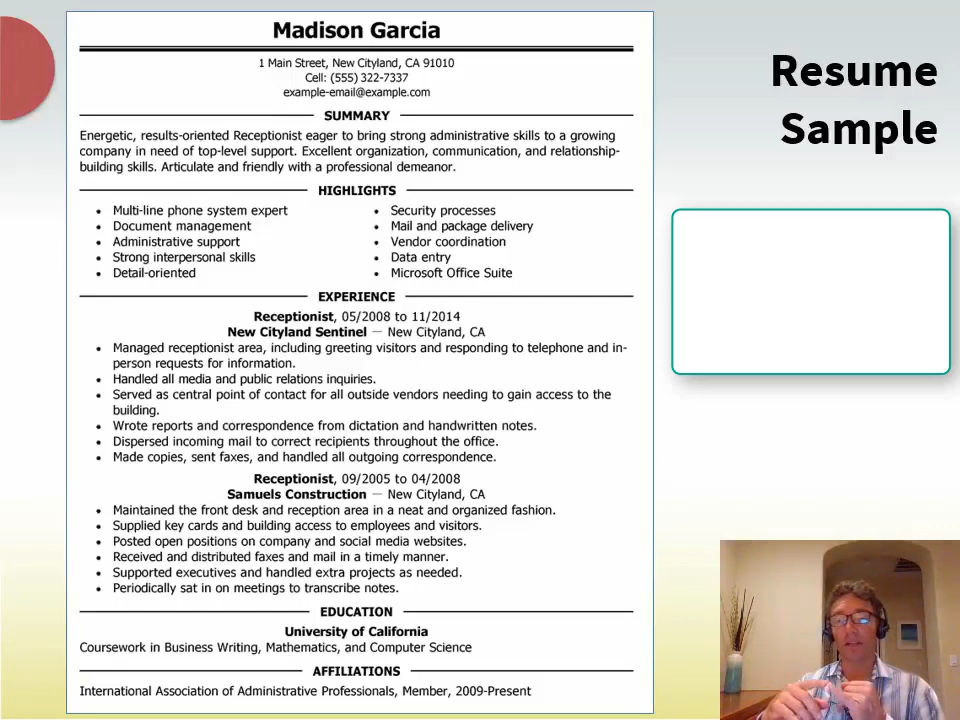 Madison Garcia
1 Main Street, New Cityland, CA 91010
Cell: (555) 322-7337
example-email@example.com
SUMMARY
Energetic, results-oriented Receptionist eager to bring strong administrative skills to a growing
company in need of top-level support. Excellent organization, communication, and relationship-
building skills. Articulate and friendly with a professional demeanor.
HIGHLIGHTS
• Multi-line phone system expert
• Document management
• Administrative support
• Strong interpersonal skills
• Detail-oriented
• Security processes
• Mail and package delivery
• Vendor coordination
• Data entry
• Microsoft Office Suite
EXPERIENCE
Receptionist, 05/2008 to 11/2014
New Cityland Sentinel — New Cityland, CA
• Managed receptionist area, including greeting visitors and responding to telephone and in-
person requests for information.
• Handled all media and public relations inquiries.
• Served as central point of contact for all outside vendors needing to gain access to the
building.
• Wrote reports and correspondence from dictation and handwritten notes.
• Dispersed incoming mail to correct recipients throughout the office.
• Made copies, sent faxes, and handled all outgoing correspondence.
Receptionist, 09/2005 to 04/2008
Samuels Construction — New Cityland, CA
• Maintained the front desk and reception area in a neat and organized fashion.
• Supplied key cards and building access to employees and visitors.
• Posted open positions on company and social media websites.
• Received and distributed faxes and mail in a timely manner.
• Supported executives and handled extra projects as needed.
• Periodically sat in on meetings to transcribe notes.
EDUCATION
University of California
Coursework in Business Writing, Mathematics, and Computer Science
AFFILIATIONS
International Association of Administrative Professionals, Member, 2009-Present
Resume
Sample